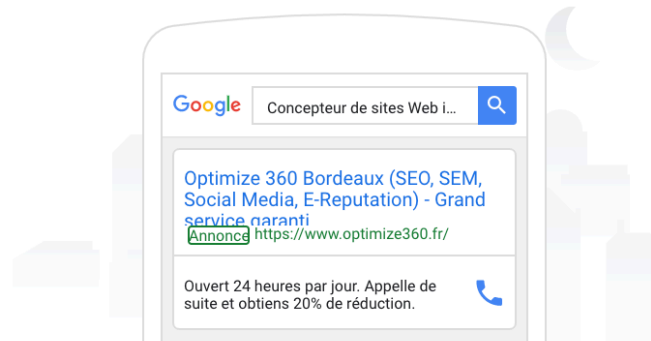 Google
Concepteur de sites Web i...
Optimize 360 Bordeaux (SEO, SEM,
Social Media, E-Reputation) - Grand
service garanti
Annonce https://www.optimize360.fr/
Ouvert 24 heures par jour. Appelle de
suite et obtiens 20% de réduction.